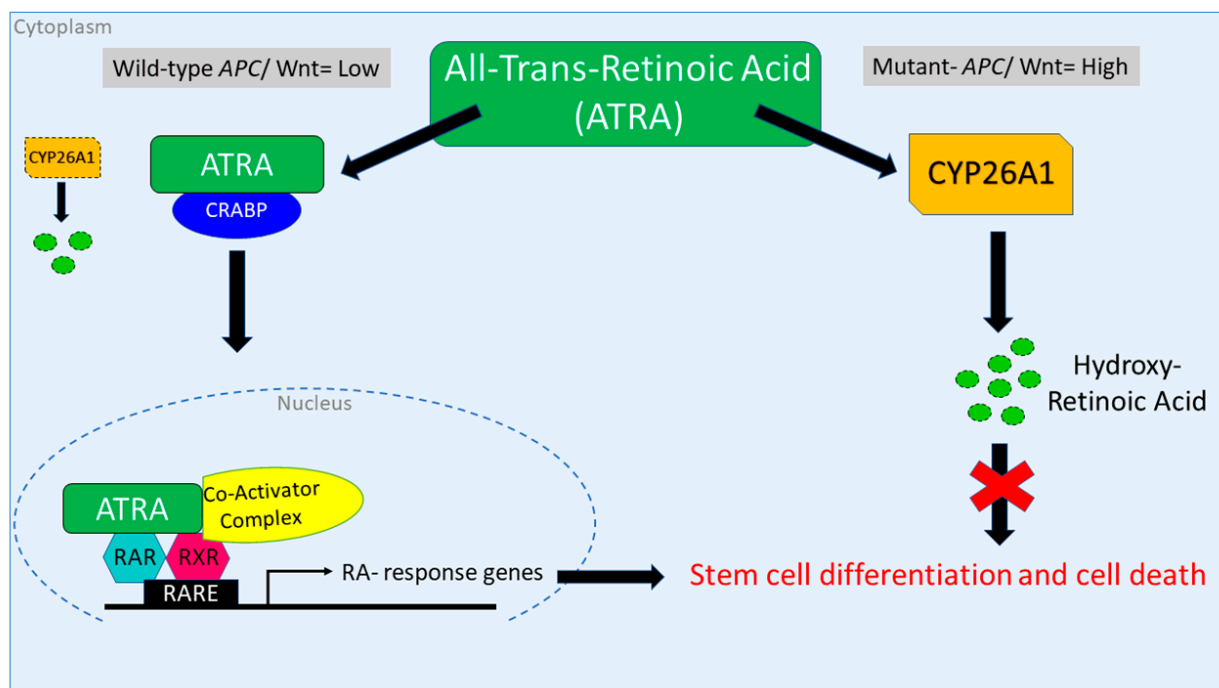 Cytoplasm
Wild-type APC/ Wnt= Low
All-Trans-Retinoic Acid
(ATRA)
Mutant- APC/ Wnt= High
CYP26A1
ATRA
CRABP
CYP26A1
Hydroxy-
Retinoic Acid
Nucleus
ATRA
Co-Activator
Complex
RAR
RXR
RARE
RA- response genes
Stem cell differentiation and cell death